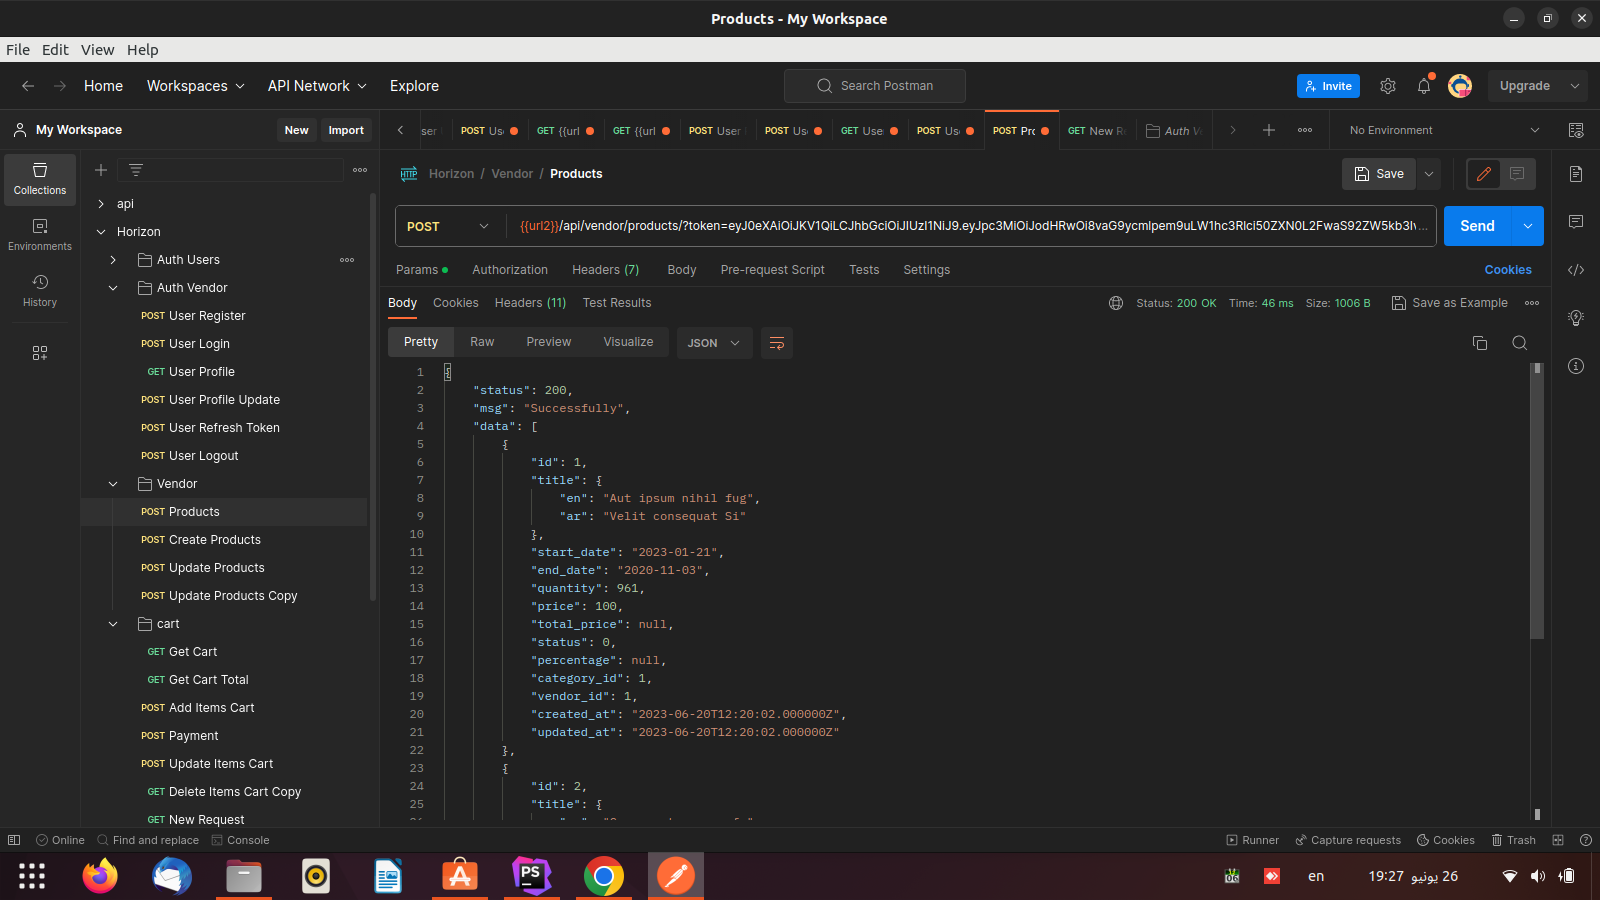 Products - My Workspace
File Edit View Help
Home Workspaces API Network Explore
Search Postman
Invite
Upgrade
My Workspace
New Import
POST Us
GET {{url
GET {{url
POST User
POST Us
GET Use
POST Us
POST Pro
GET New R
Auth V
No Environment
Collections
Environments
History
api
Horizon
Auth Users
Auth Vendor
POST User Register
POST User Login
GET User Profile
POST User Profile Update
POST User Refresh Token
POST User Logout
Vendor
POST Products
POST Create Products
POST Update Products
POST Update Products Copy
cart
GET Get Cart
GET Get Cart Total
POST Add Items Cart
POST Payment
POST Update Items Cart
GET Delete Items Cart Copy
GET New Request
HTTP Horizon / Vendor / Products
Save
POST
{{url2}}/api/vendor/products/?token=
Send
Params Authorization Headers (7) Body Pre-request Script Tests Settings
Cookies
Body Cookies Headers (11) Test Results
Status: 200 OK Time: 46 ms Size: 1006 B
Save as Example
Pretty Raw Preview Visualize JSON
1 {
2 "status": 200,
3 "msg": "Successfully",
4 "data": [
5 {
6 "id": 1,
7 "title": {
8 "en": "Aut ipsum nihil fug",
9 "ar": "Velit consequat Si"
10 },
11 "start_date": "2023-01-21",
12 "end_date": "2020-11-03",
13 "quantity": 961,
14 "price": 100,
15 "total_price": null,
16 "status": 0,
17 "percentage": null,
18 "category_id": 1,
19 "vendor_id": 1,
20 "created_at": "2023-06-20T12:20:02.000000Z",
21 "updated_at": "2023-06-20T12:20:02.000000Z"
22 },
23 {
24 "id": 2,
25 "title": {
Online Find and replace Console
Runner Capture requests Cookies Trash
PS
en
19:27 26 يونيو